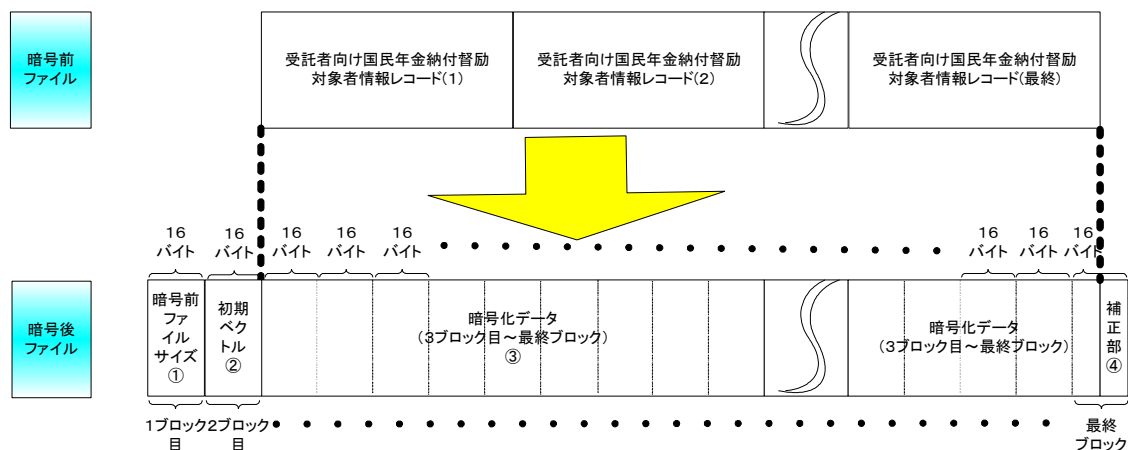 暗号前
ファイル
受託者向け国民年金納付督励
対象者情報レコード(1)
受託者向け国民年金納付督励
対象者情報レコード(2)
受託者向け国民年金納付督励
対象者情報レコード(最終)
16
バイト
16
バイト
16
バイト
16
バイト
16
バイト
16
バイト
16
バイト
16
バイト
暗号後
ファイル
暗号前
ファ
イル
サイズ
①
初期
ベク
トル
②
暗号化データ
(3ブロック目～最終ブロック)
③
暗号化データ
(3ブロック目～最終ブロック)
補
正
部
④
1ブロック
目
2ブロック
目
最終
ブロック